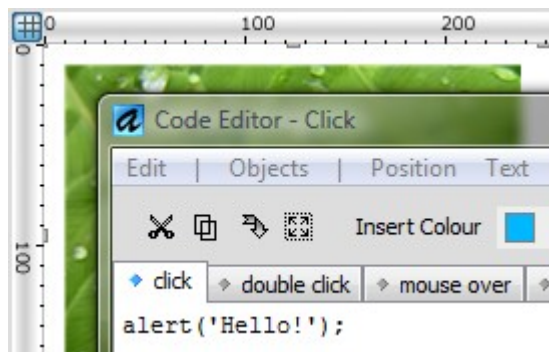 0 100 200
0
100
Code Editor - Click
Edit | Objects | Position Text
Insert Colour
click double click mouse over
alert('Hello!');